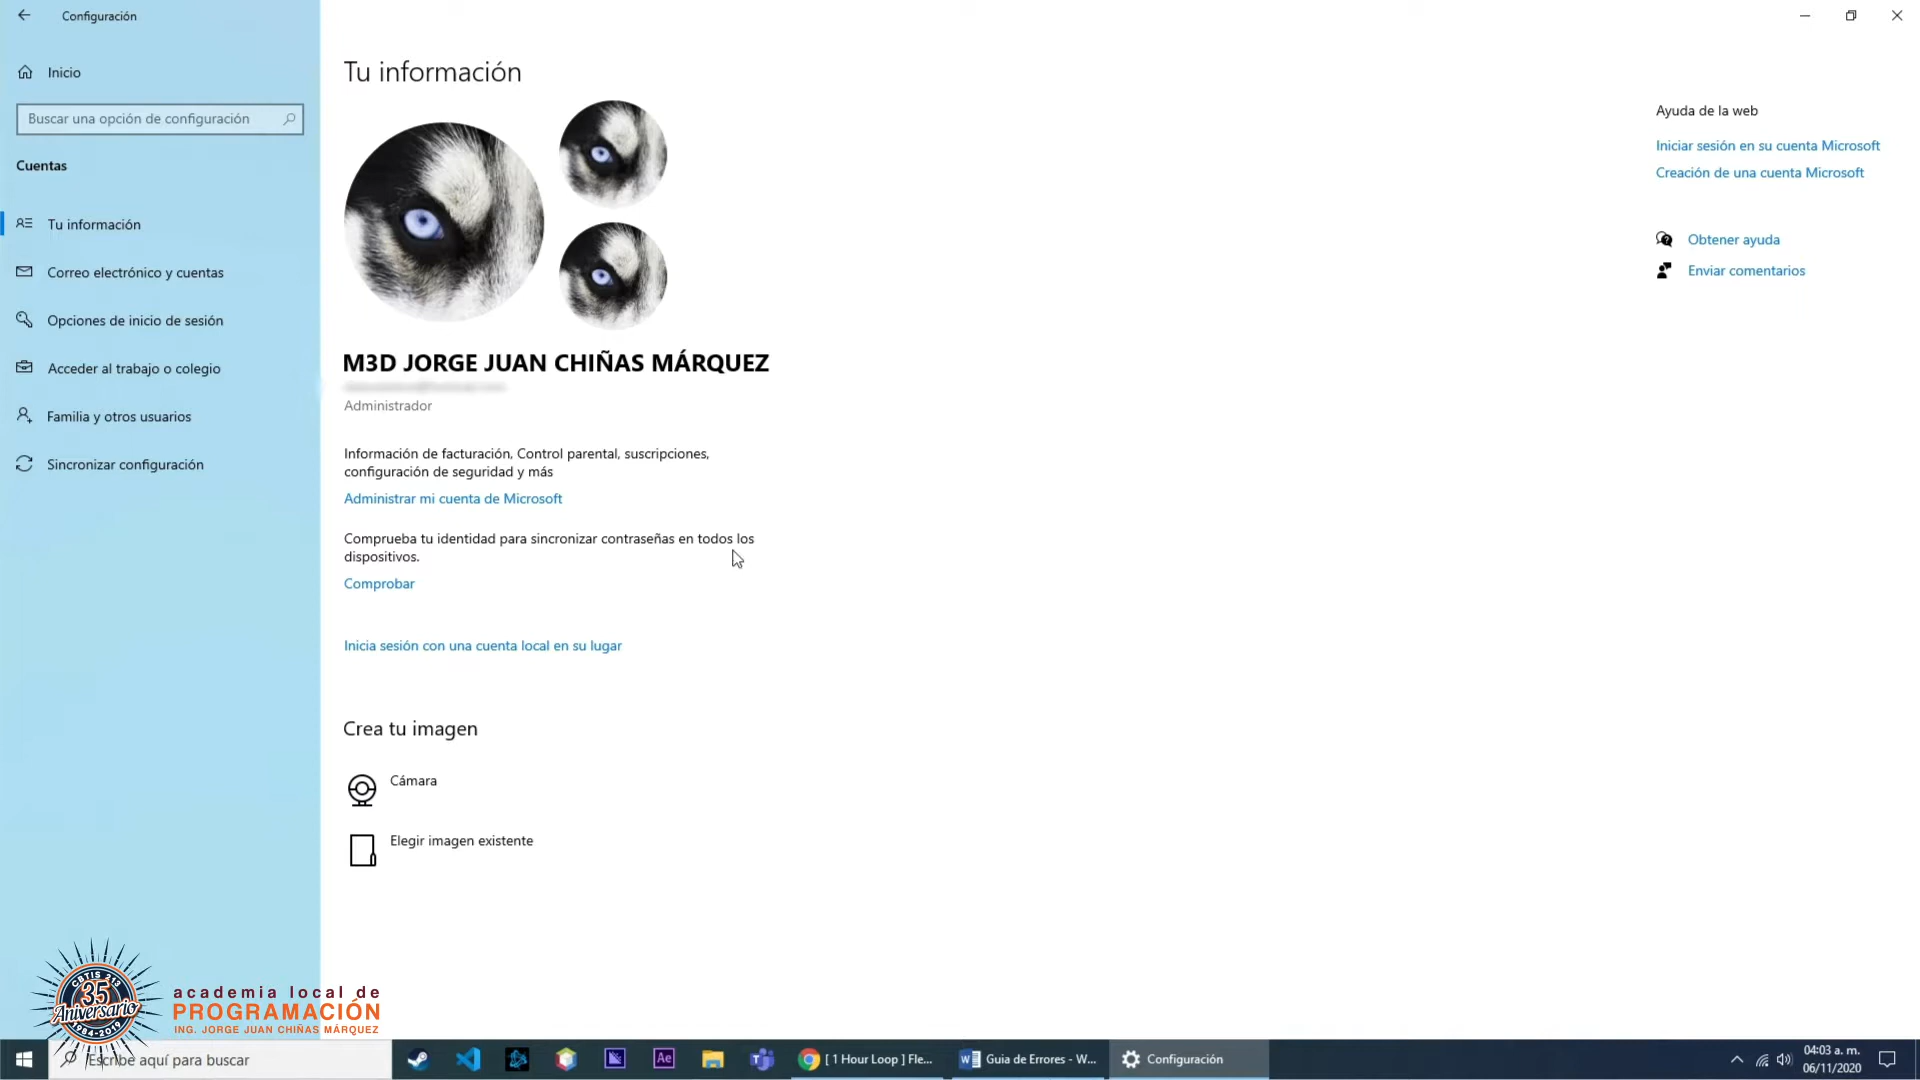 Configuración
Inicio
Buscar una opción de configuración
Cuentas
Tu información
Correo electrónico y cuentas
Opciones de inicio de sesión
Acceder al trabajo o colegio
Familia y otros usuarios
Sincronizar configuración
Tu información
M3D JORGE JUAN CHIÑAS MÁRQUEZ
Administrador
Información de facturación, Control parental, suscripciones,
configuración de seguridad y más
Administrar mi cuenta de Microsoft
Comprueba tu identidad para sincronizar contraseñas en todos los
dispositivos.
Comprobar
Inicia sesión con una cuenta local en su lugar
Crea tu imagen
Cámara
Elegir imagen existente
Ayuda de la web
Iniciar sesión en su cuenta Microsoft
Creación de una cuenta Microsoft
Obtener ayuda
Enviar comentarios
CBTIS 213
35
Aniversario
1984-2019
academia local de
PROGRAMACIÓN
ING. JORGE JUAN CHIÑAS MÁRQUEZ
Escribe aquí para buscar
Ae
[ 1 Hour Loop ] Fle...
Guia de Errores - W...
Configuración
04:03 a. m.
06/11/2020